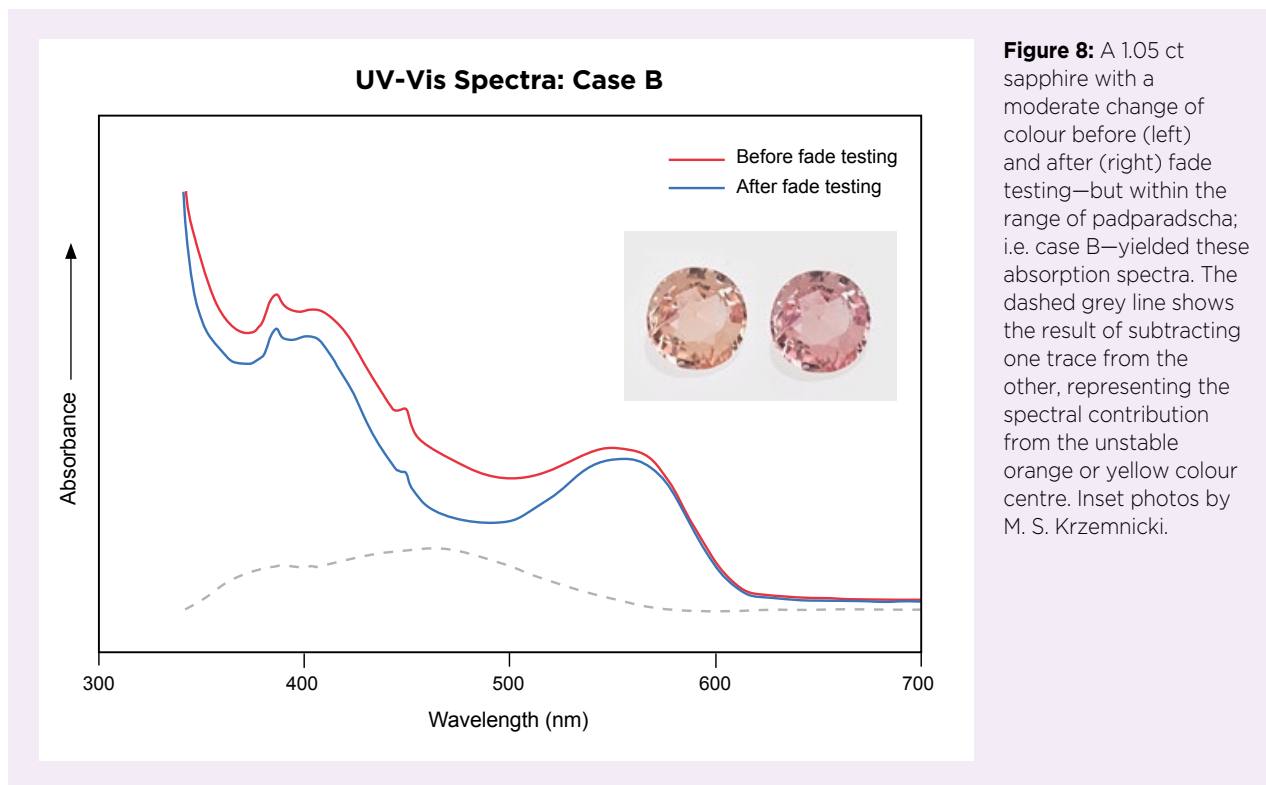 UV-Vis Spectra: Case B
Before fade testing
After fade testing
Absorbance
300
400
500
600
700
Wavelength (nm)
Figure 8: A 1.05 ct
sapphire with a
moderate change of
colour before (left)
and after (right) fade
testing—but within the
range of padparadscha;
i.e. case B—yielded these
absorption spectra. The
dashed grey line shows
the result of subtracting
one trace from the
other, representing the
spectral contribution
from the unstable
orange or yellow colour
centre. Inset photos by
M. S. Krzemnicki.